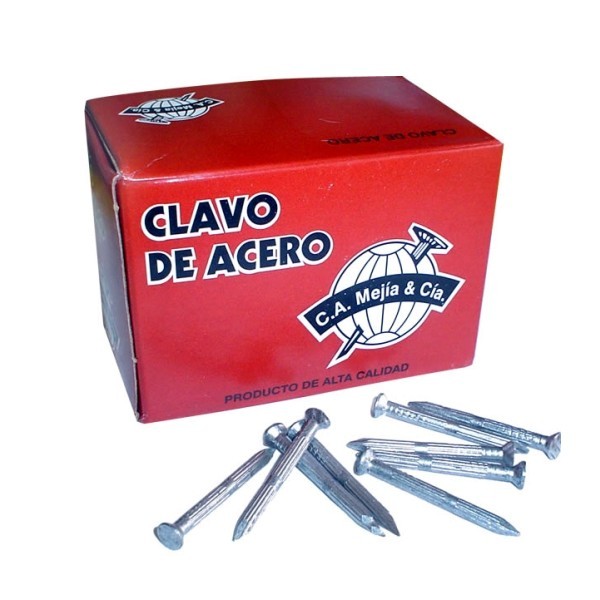 C.A. Mejía & Cía.
CLAVO DE ACERO
CLAVO
DE ACERO
C.A. Mejía & Cía.
PRODUCTO DE ALTA CALIDAD